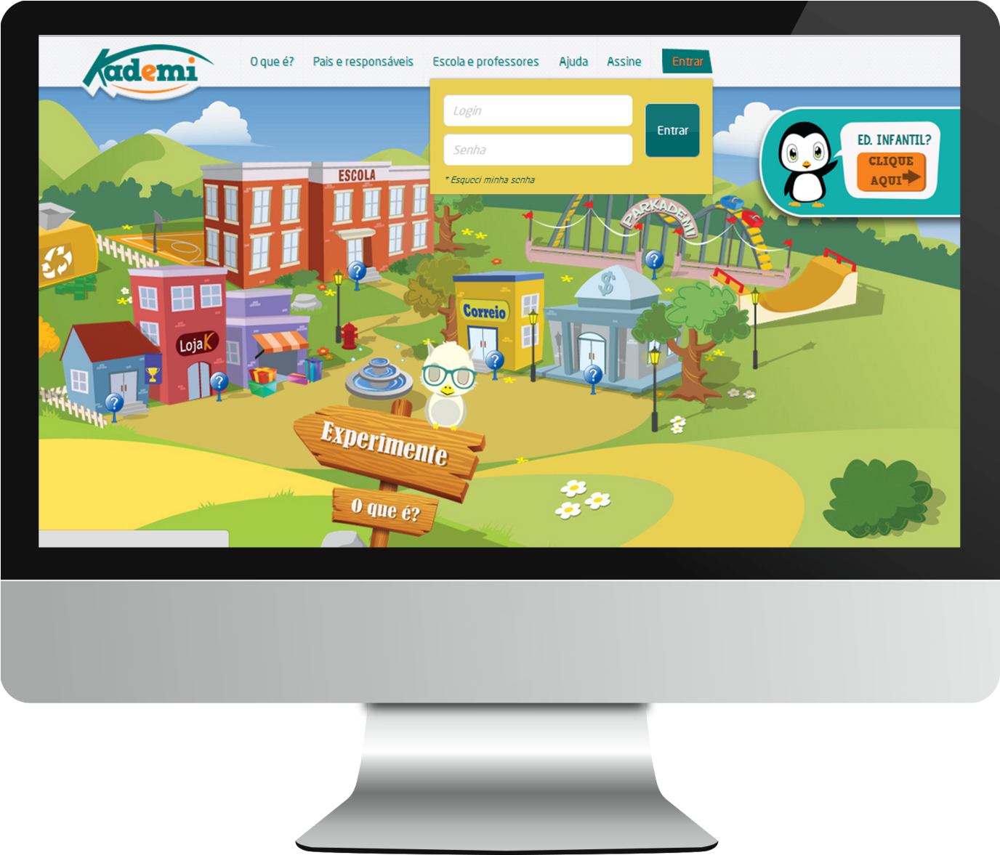 Kademi
O que é?
Pais e responsáveis
Escola e professores
Ajuda
Assine
Entrar
Login
Senha
Entrar
* Esqueci minha senha
ED. INFANTIL?
CLIQUE
AQUI
ESCOLA
PARKADEMI
$
Correio
LojaK
?
?
?
?
?
?
Experimente
O que é?